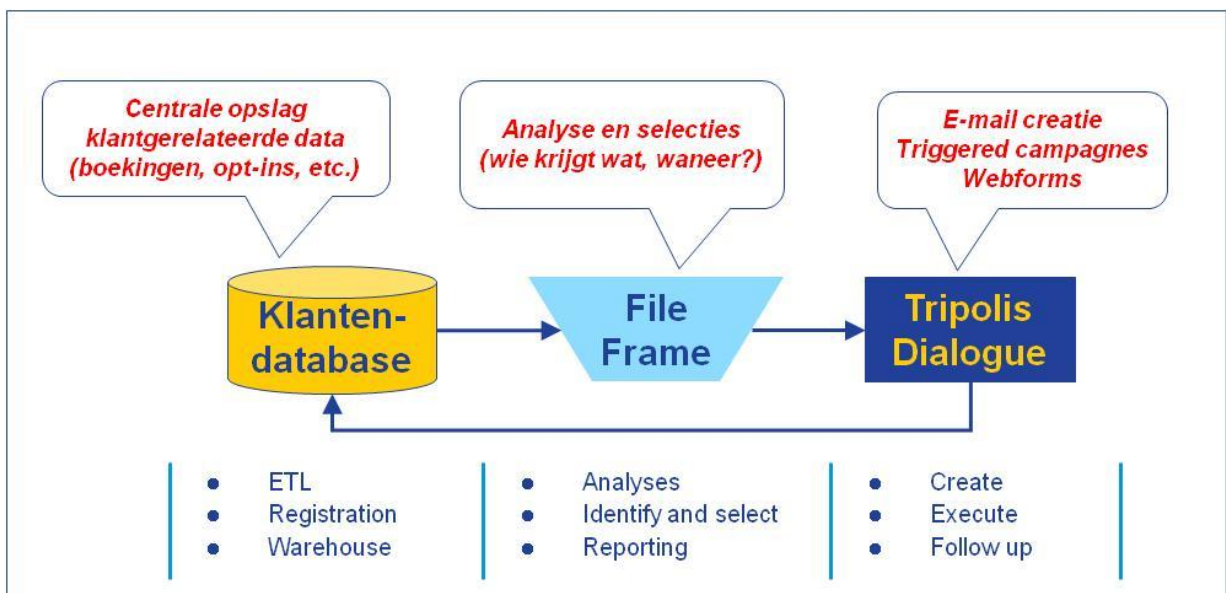 Centrale opslag
klantgerelateerde data
(boekingen, opt-ins, etc.)
Analyse en selecties
(wie krijgt wat, waneer?)
E-mail creatie
Triggered campagnes
Webforms
Klanten-
database
File
Frame
Tripolis
Dialogue
● ETL
● Registration
● Warehouse
● Analyses
● Identify and select
● Reporting
● Create
● Execute
● Follow up